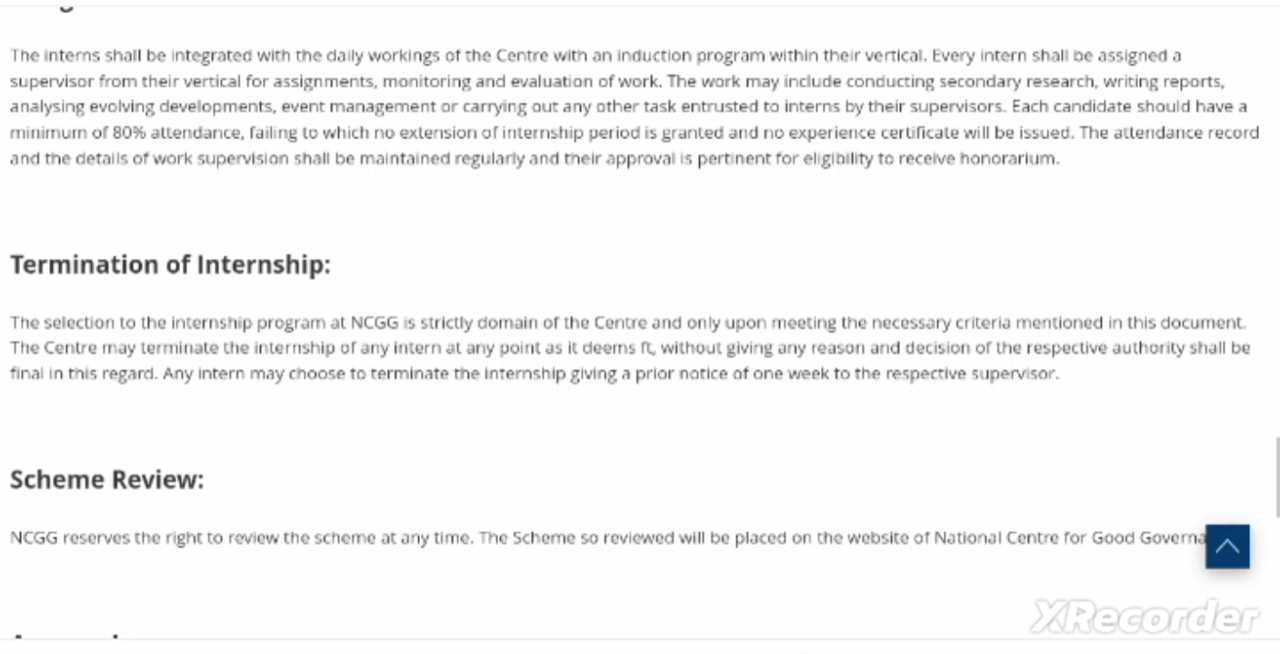 The interns shall be integrated with the daily workings of the Centre with an induction program within their vertical. Every intern shall be assigned a
supervisor from their vertical for assignments, monitoring and evaluation of work. The work may include conducting secondary research, writing reports,
analysing evolving developments, event management or carrying out any other task entrusted to interns by their supervisors. Each candidate should have a
minimum of 80% attendance, failing to which no extension of internship period is granted and no experience certificate will be issued. The attendance record
and the details of work supervision shall be maintained regularly and their approval is pertinent for eligibility to receive honorarium.
Termination of Internship:
The selection to the internship program at NCGG is strictly domain of the Centre and only upon meeting the necessary criteria mentioned in this document.
The Centre may terminate the internship of any intern at any point as it deems ft, without giving any reason and decision of the respective authority shall be
final in this regard. Any intern may choose to terminate the internship giving a prior notice of one week to the respective supervisor.
Scheme Review:
NCGG reserves the right to review the scheme at any time. The Scheme so reviewed will be placed on the website of National Centre for Good Governa
XRecorder